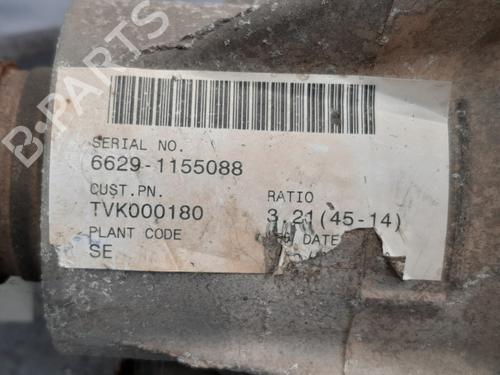 B-PARTS
SERIAL NO.
6629-1155088
CUST.PN. RATIO
TVK000180 3.21(45-14)
PLANT CODE DATE
SE